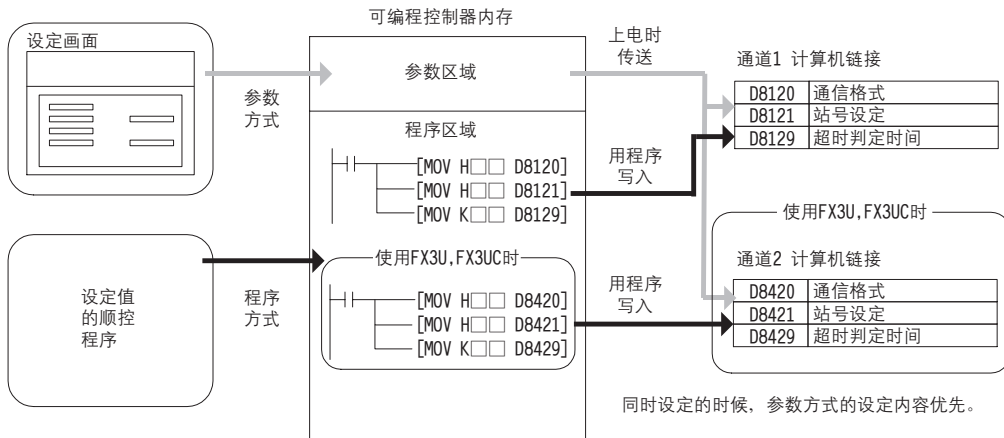 可编程控制器内存
设定画面
参数
方式
参数区域
上电时
传送
通道1 计算机链接
D8120 通信格式
D8121 站号设定
D8129 超时判定时间
程序区域
[MOV H□□ D8120]
[MOV H□□ D8121]
[MOV K□□ D8129]
用程序
写入
设定值
的顺控
程序
程序
方式
使用FX3U,FX3UC时
[MOV H□□ D8420]
[MOV H□□ D8421]
[MOV K□□ D8429]
用程序
写入
使用FX3U,FX3UC时
通道2 计算机链接
D8420 通信格式
D8421 站号设定
D8429 超时判定时间
同时设定的时候，参数方式的设定内容优先。